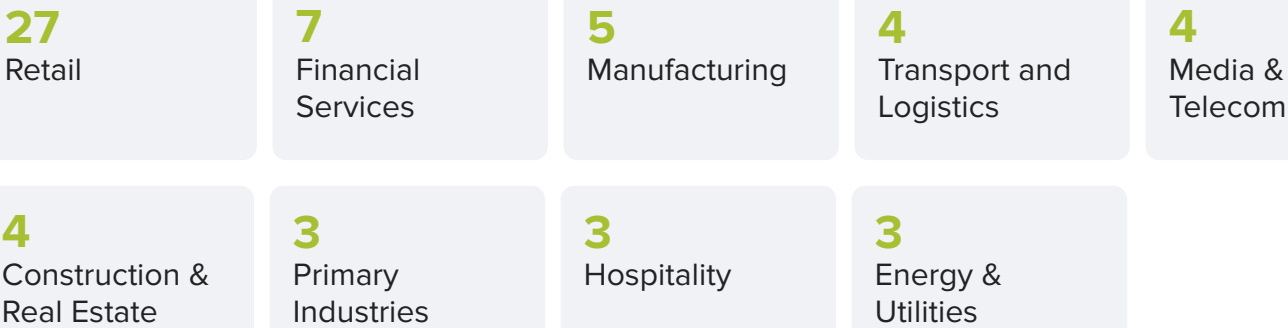 27
Retail
7
Financial
Services
5
Manufacturing
4
Transport and
Logistics
4
Media &
Telecom
4
Construction &
Real Estate
3
Primary
Industries
3
Hospitality
3
Energy &
Utilities